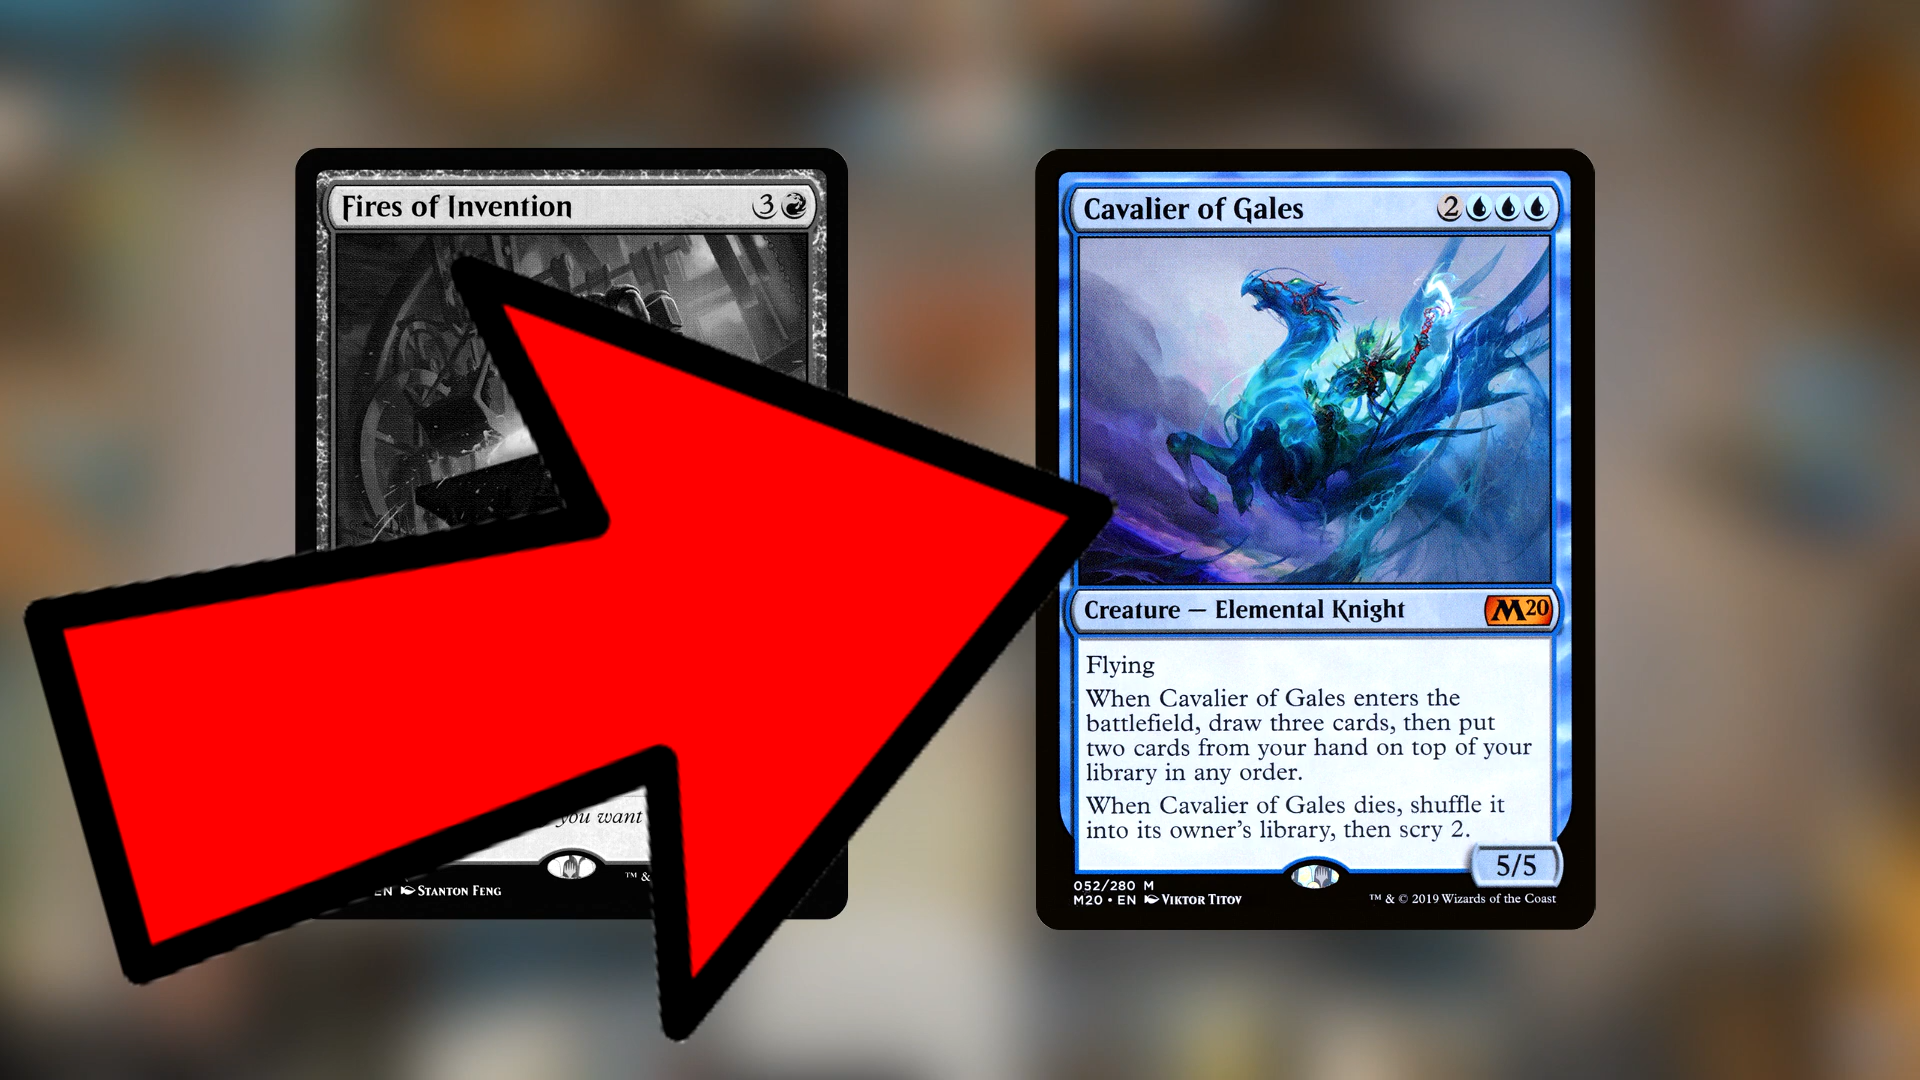 Fires of Invention 3
you want
EN STANTON FENG ™ &
Cavalier of Gales 2
Creature — Elemental Knight M20
Flying
When Cavalier of Gales enters the
battlefield, draw three cards, then put
two cards from your hand on top of your
library in any order.
When Cavalier of Gales dies, shuffle it
into its owner's library, then scry 2.
5/5
052/280 M
M20 • EN VIKTOR TITOV ™ & © 2019 Wizards of the Coast